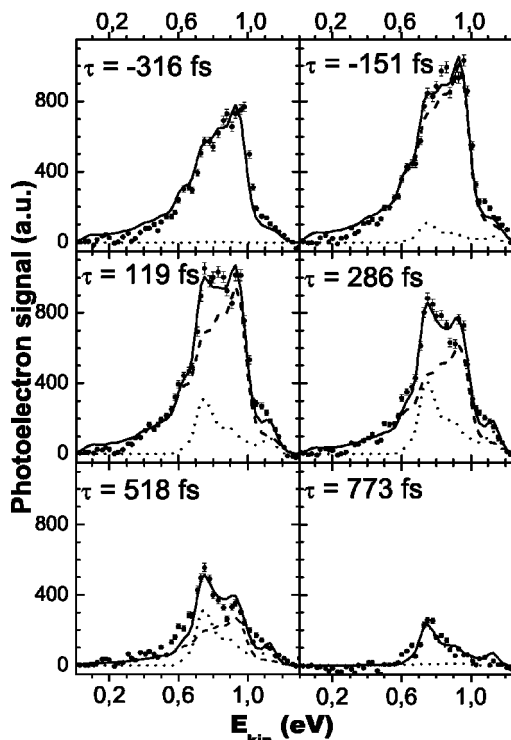 0,2 0,6 1,0 0,2 0,6 1,0
τ = -316 fs
τ = -151 fs
800
400
0
τ = 119 fs
τ = 286 fs
800
400
0
τ = 518 fs
τ = 773 fs
800
400
0
0,2 0,6 1,0 0,2 0,6 1,0
Photoelectron signal (a.u.)
E kin (eV)